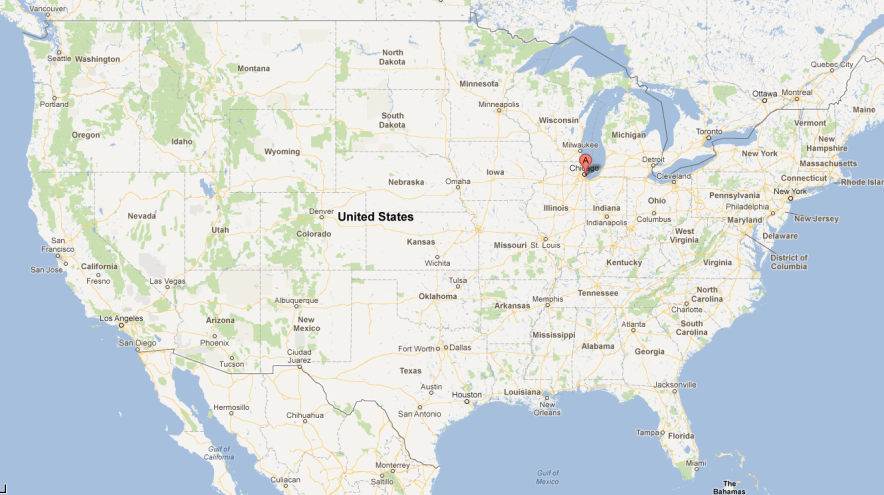 Vancouver
Seattle
Washington
Portland
Oregon
Idaho
Montana
North
Dakota
South
Dakota
Minnesota
Minneapolis
Wyoming
Wisconsin
Milwaukee
Michigan
A
Chicago
Detroit
Toronto
Ottawa
Montreal
Quebec City
Maine
Vermont
New
Hampshire
Massachusetts
New York
Connecticut
Rhode Islan
Cleveland
Pennsylvania
New York
Philadelphia
New Jersey
Maryland
Delaware
District of
Columbia
Nebraska
Omaha
Iowa
Illinois
Indiana
Indianapolis
Ohio
Columbus
West
Virginia
Virginia
Nevada
Utah
Denver
Colorado
United States
Kansas
Wichita
Missouri
St. Louis
Kentucky
San
Francisco
San Jose
California
Fresno
Las Vegas
Los Angeles
San Diego
Arizona
Phoenix
Tucson
Albuquerque
New
Mexico
Ciudad
Juarez
Tulsa
Oklahoma
Arkansas
Memphis
Tennessee
North
Carolina
Charlotte
South
Carolina
Atlanta
Georgia
Alabama
Mississippi
Fort Worth
Dallas
Texas
Austin
San Antonio
Houston
Louisiana
New
Orleans
Jacksonville
Tampa
Florida
Miami
The
Bahamas
Hermosillo
Chihuahua
Gulf of
California
Culiacan
Monterrey
Saltillo
Gulf of
Mexico